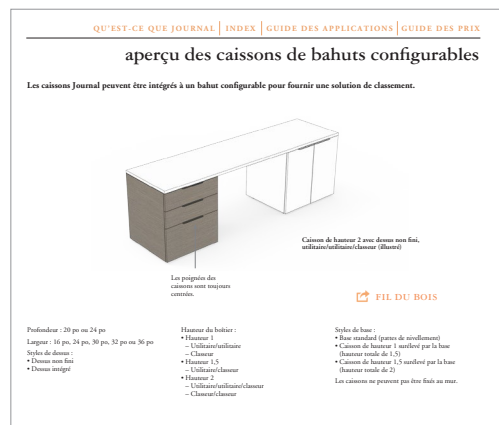 QU'EST-CE QUE JOURNAL | INDEX | GUIDE DES APPLICATIONS | GUIDE DES PRIX
aperçu des caissons de bahuts configurables
Les caissons Journal peuvent être intégrés à un bahut configurable pour fournir une solution de classement.
Caisson de hauteur 2 avec dessus non fini,
utilitaire/utilitaire/classeur (illustré)
Les poignées des
caissons sont toujours
centrées.
FIL DU BOIS
Profondeur : 20 po ou 24 po
Largeur : 16 po, 24 po, 30 po, 32 po ou 36 po
Styles de dessus :
• Dessus non fini
• Dessus intégré
Hauteur du boîtier :
• Hauteur 1
– Utilitaire/utilitaire
– Classeur
• Hauteur 1,5
– Utilitaire/classeur
• Hauteur 2
– Utilitaire/utilitaire/classeur
– Classeur/classeur
Styles de base :
• Base standard (pattes de nivellement)
• Caisson de hauteur 1 surélevé par la base
(hauteur totale de 1,5)
• Caisson de hauteur 1,5 surélevé par la base
(hauteur totale de 2)
Les caissons ne peuvent pas être fixés au mur.